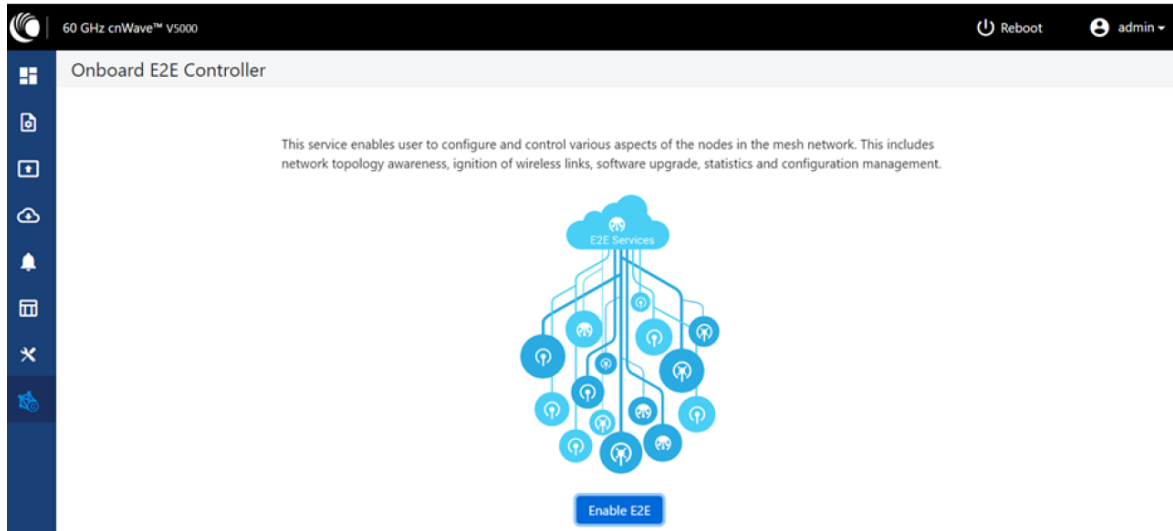 60 GHz cnWave™ V5000
Reboot
admin
Onboard E2E Controller
This service enables user to configure and control various aspects of the nodes in the mesh network. This includes
network topology awareness, ignition of wireless links, software upgrade, statistics and configuration management.
E2E Services
Enable E2E